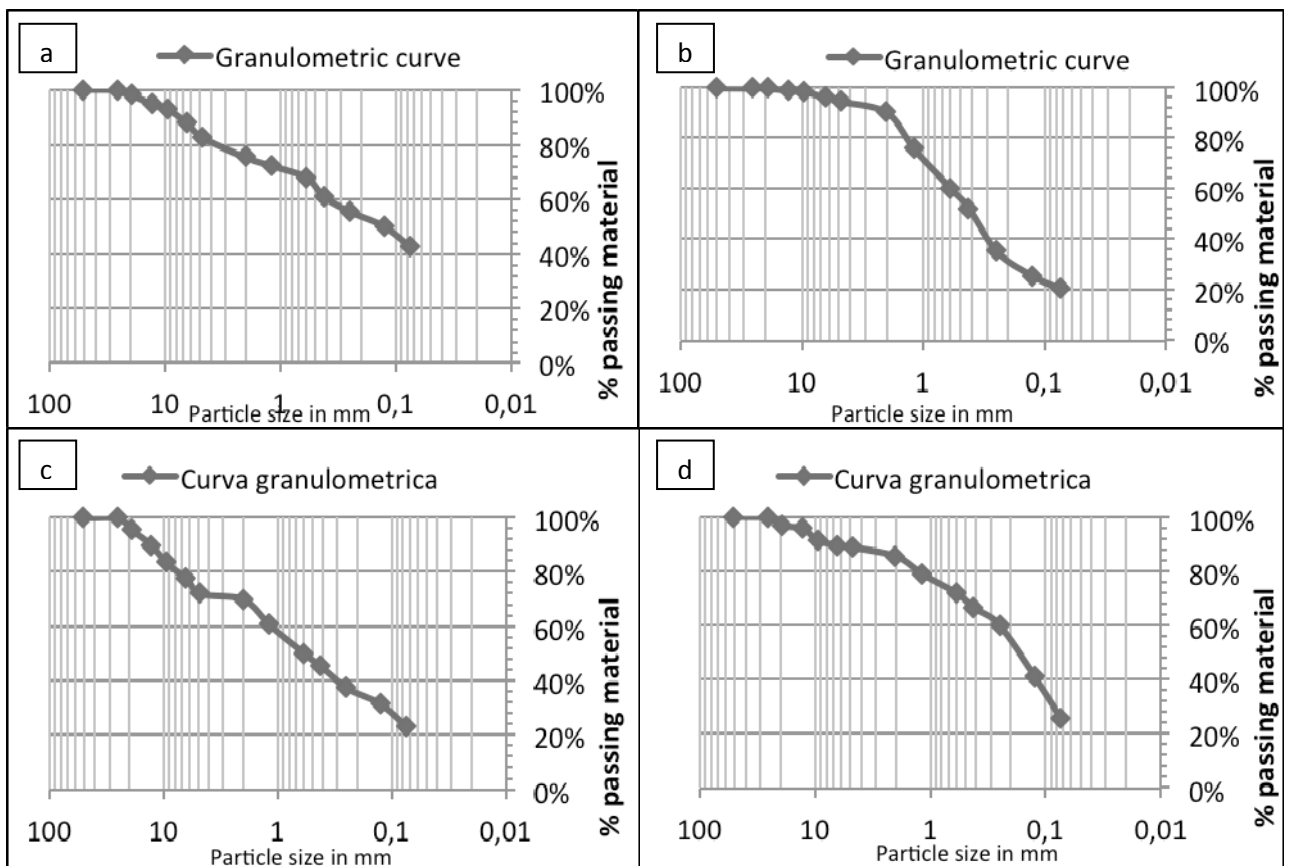 a
Granulometric curve
100%
80%
60%
40%
20%
0%
% passing material
100 10 1 0,1 0,01
Particle size in mm
b
Granulometric curve
100%
80%
60%
40%
20%
0%
% passing material
100 10 1 0,1 0,01
Particle size in mm
c
Curva granulometrica
100%
80%
60%
40%
20%
0%
% passing material
100 10 1 0,1 0,01
Particle size in mm
d
Curva granulometrica
100%
80%
60%
40%
20%
0%
% passing material
100 10 1 0,1 0,01
Particle size in mm